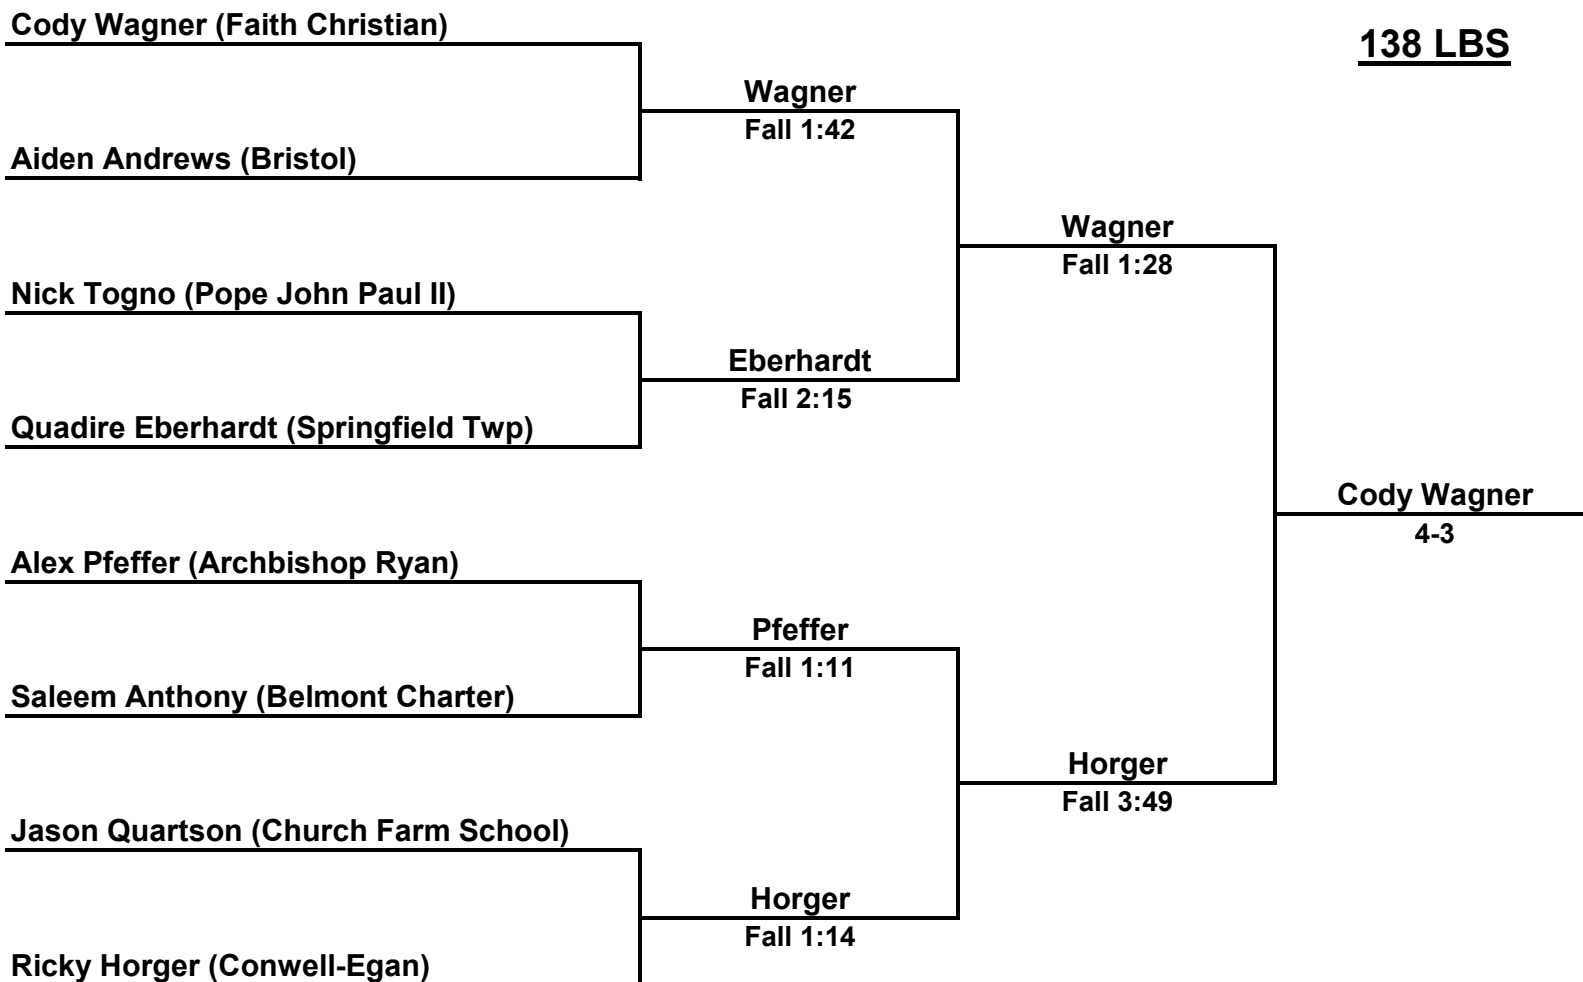 Cody Wagner (Faith Christian)
138 LBS
Wagner
Fall 1:42
Aiden Andrews (Bristol)
Wagner
Fall 1:28
Nick Togno (Pope John Paul II)
Eberhardt
Fall 2:15
Quadire Eberhardt (Springfield Twp)
Cody Wagner
4-3
Alex Pfeffer (Archbishop Ryan)
Pfeffer
Fall 1:11
Saleem Anthony (Belmont Charter)
Horger
Fall 3:49
Jason Quartson (Church Farm School)
Horger
Fall 1:14
Ricky Horger (Conwell-Egan)